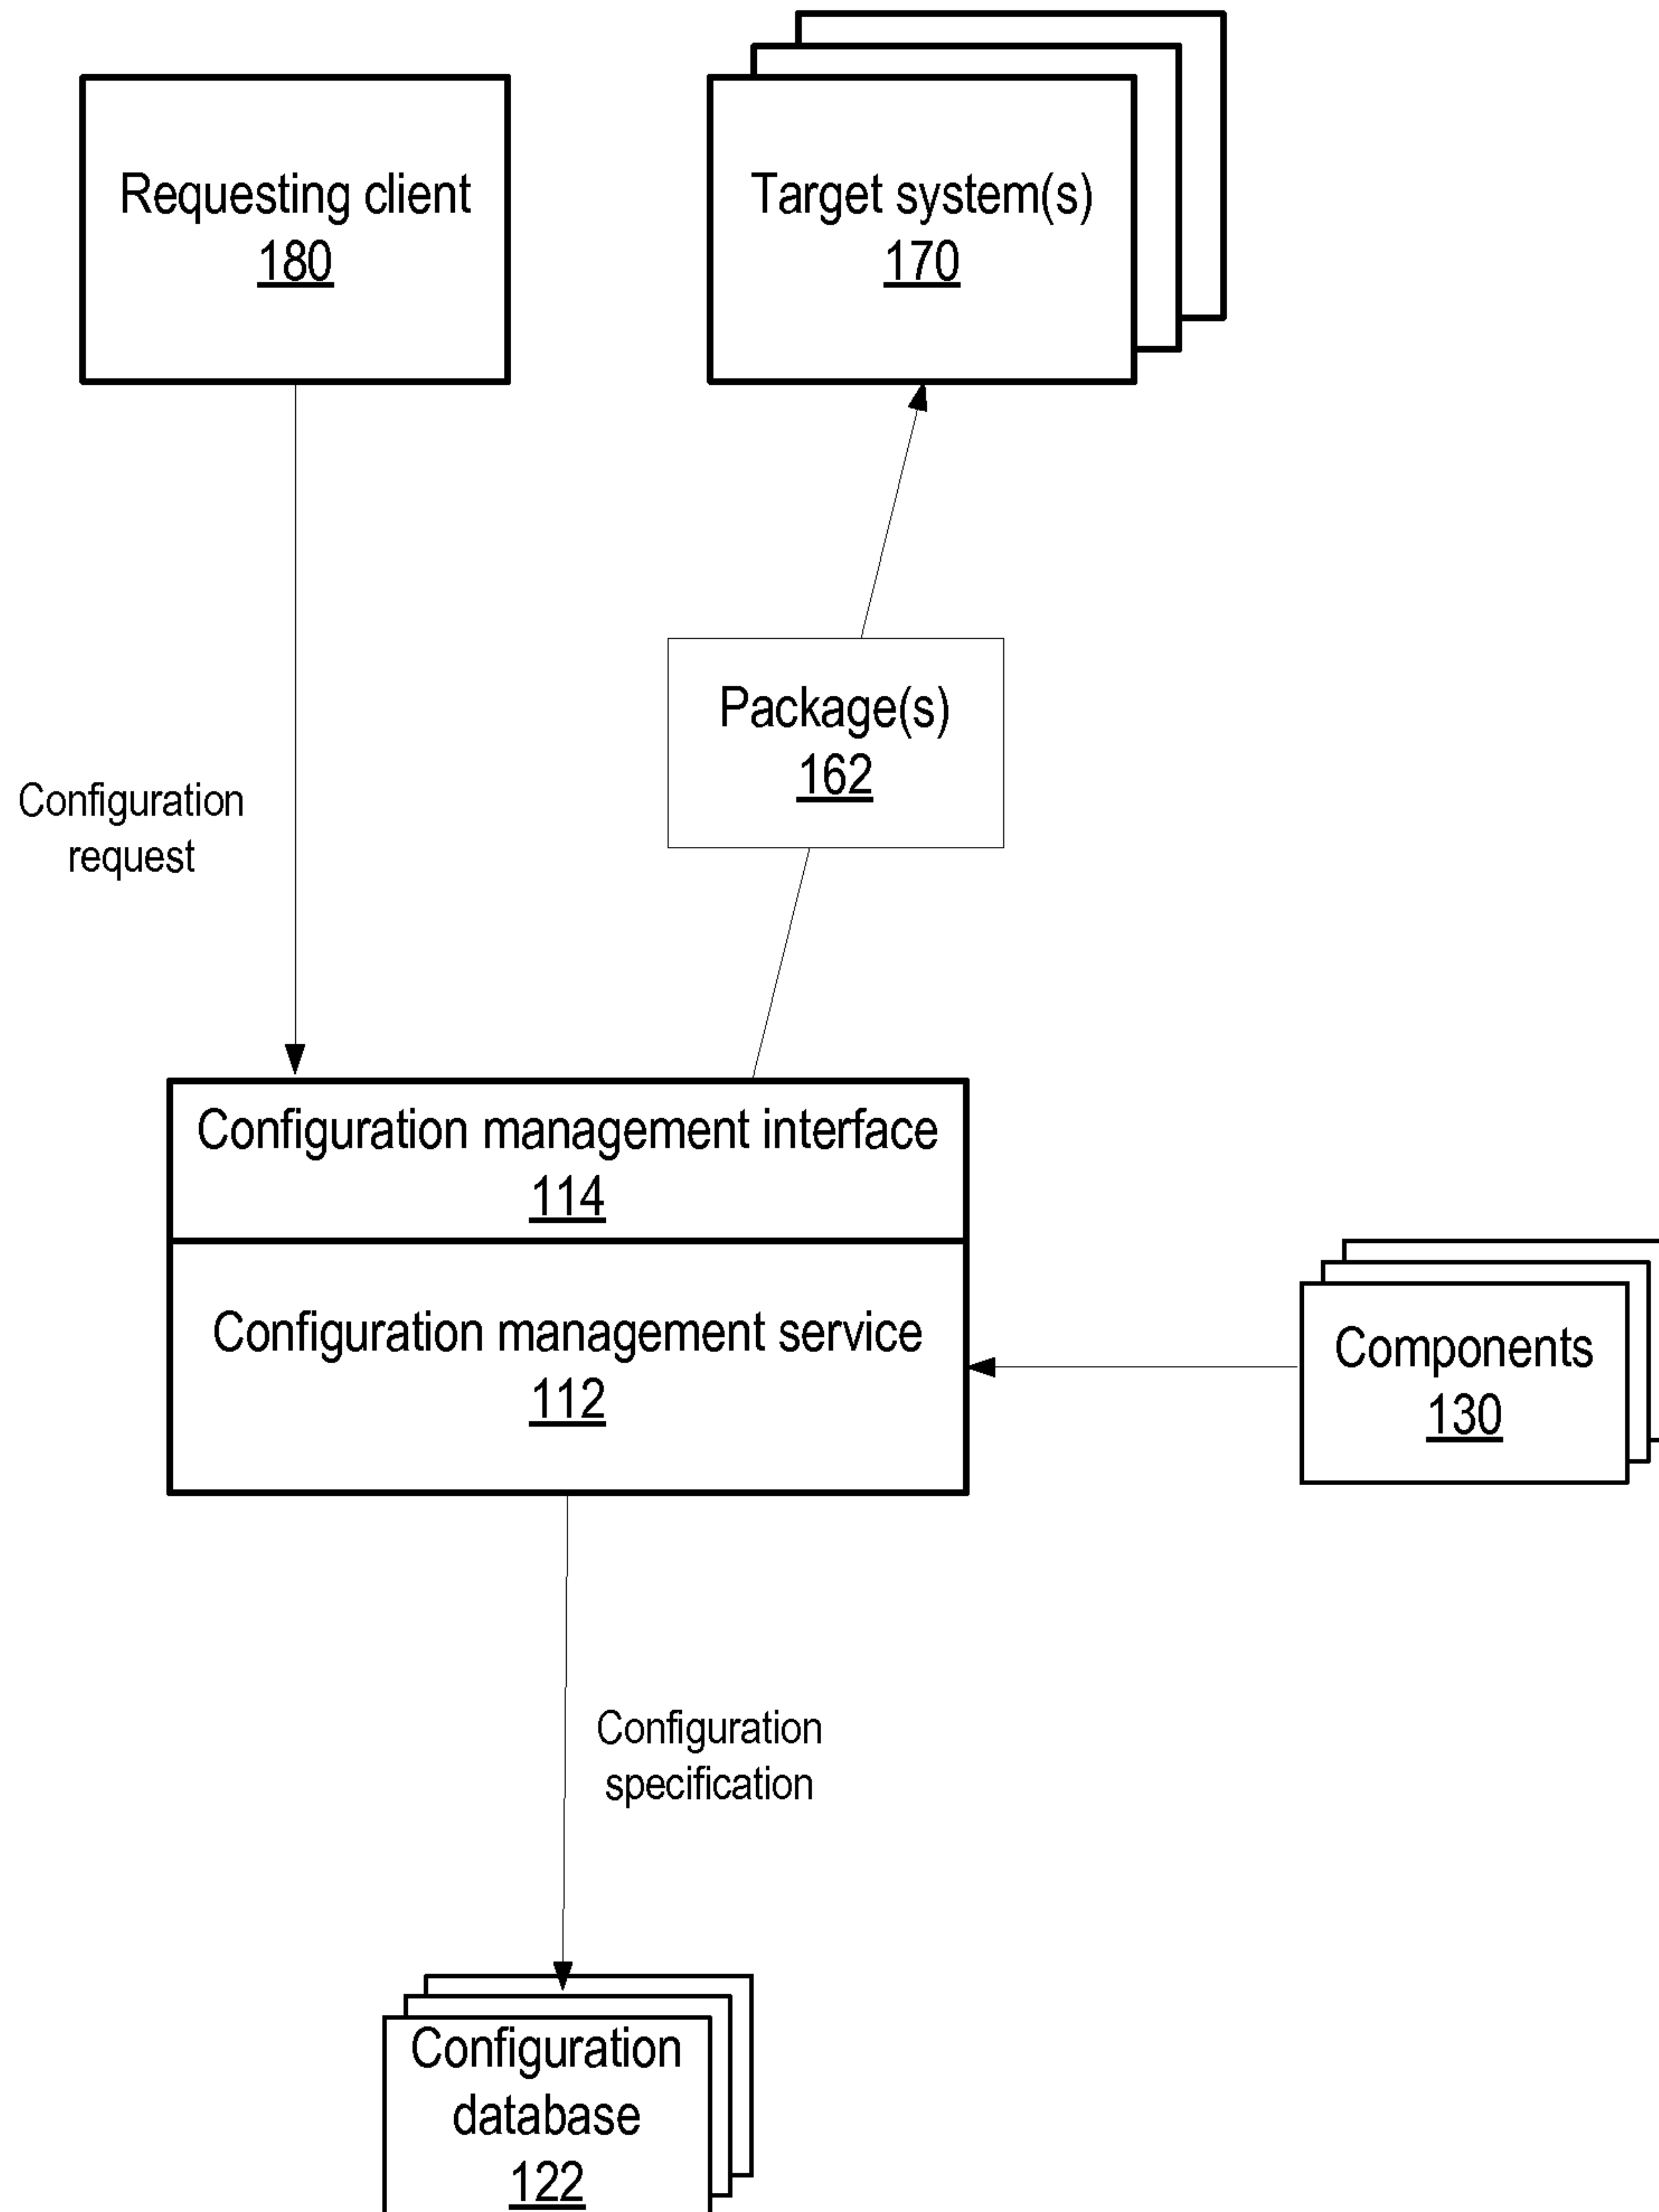 Requesting client
180
Target system(s)
170
Package(s)
162
Configuration
request
Configuration management interface
114
Configuration management service
112
Components
130
Configuration
specification
Configuration
database
122